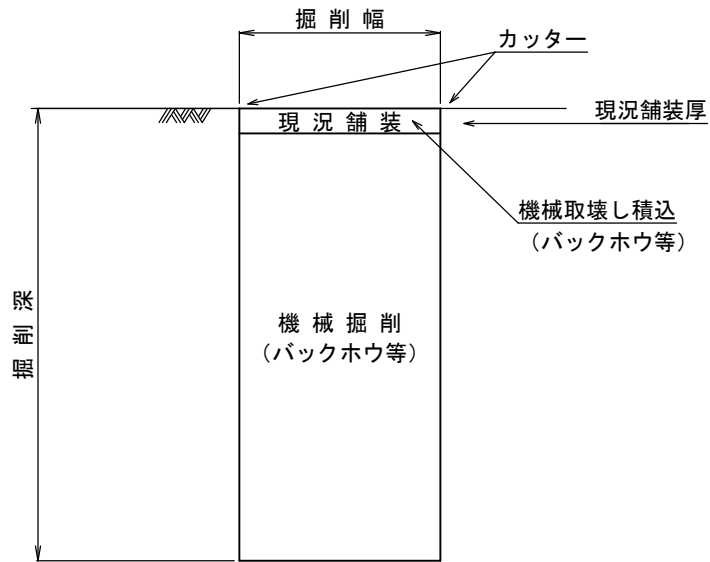 掘削幅
カッター
現況舗装厚
現況舗装
機械取壊し積込
（バックホウ等）
掘削深
機械掘削
（バックホウ等）